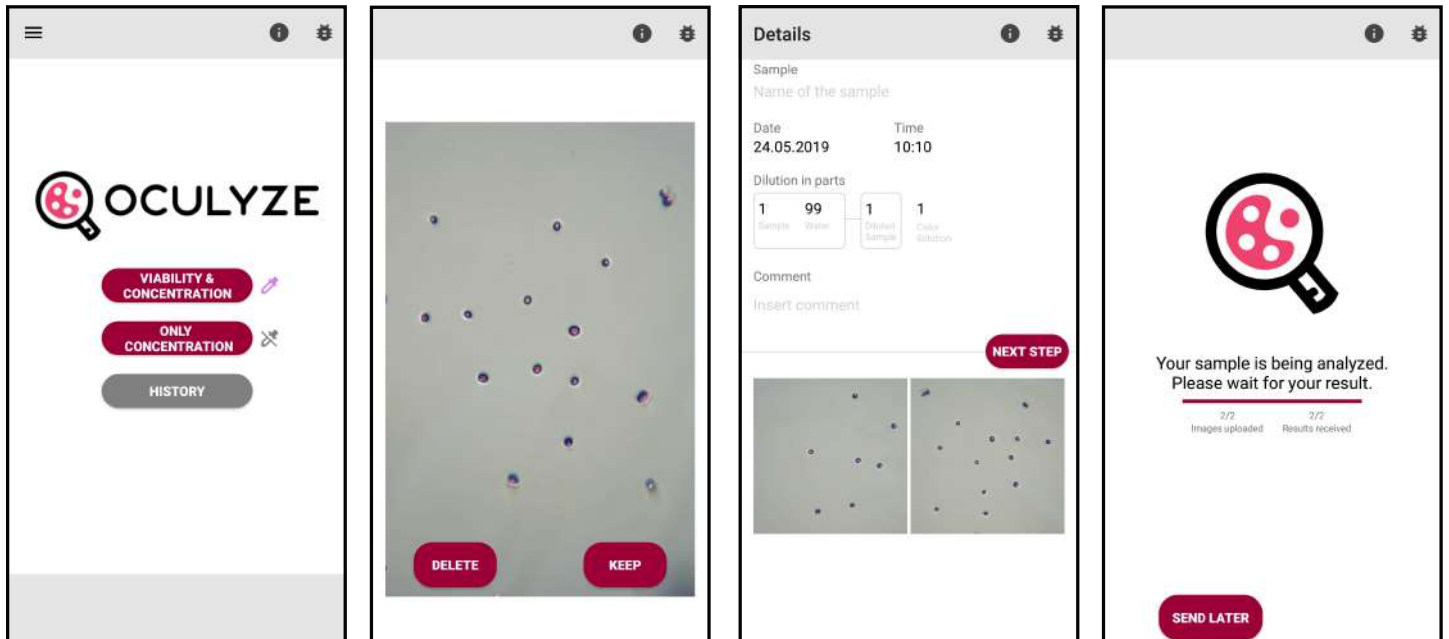 OCULYZE
VIABILITY &
CONCENTRATION
ONLY
CONCENTRATION
HISTORY
DELETE
KEEP
Details
Sample
Name of the sample
Date
Time
24.05.2019
10:10
Dilution in parts
1
99
1
1
Sample
Water
Diluted
Sample
Color
Solution
Comment
Insert comment
NEXT STEP
Your sample is being analyzed.
Please wait for your result.
2/2
2/2
Images uploaded
Results received
SEND LATER